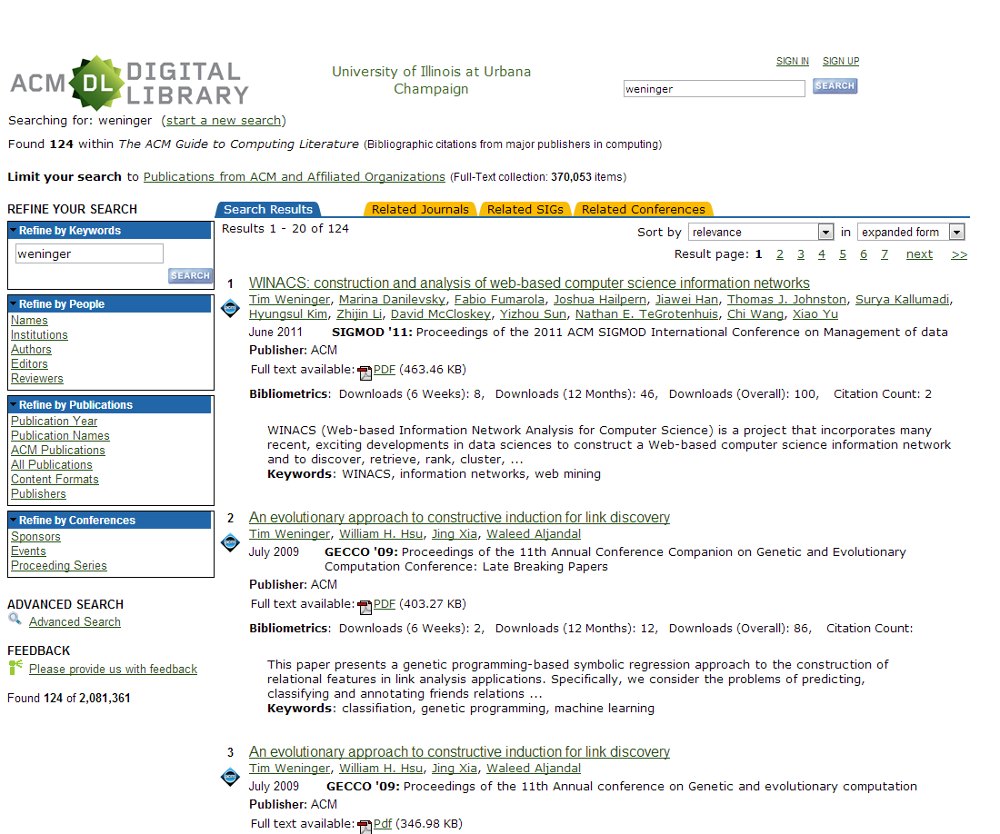 ACM DL DIGITAL LIBRARY
University of Illinois at Urbana
Champaign
SIGN IN SIGN UP
weninger SEARCH
Searching for: weninger (start a new search)
Found 124 within The ACM Guide to Computing Literature (Bibliographic citations from major publishers in computing)
Limit your search to Publications from ACM and Affiliated Organizations (Full-Text collection: 370,053 items)
REFINE YOUR SEARCH
Refine by Keywords
weninger
SEARCH
Refine by People
Names
Institutions
Authors
Editors
Reviewers
Refine by Publications
Publication Year
Publication Names
ACM Publications
All Publications
Content Formats
Publishers
Refine by Conferences
Sponsors
Events
Proceeding Series
ADVANCED SEARCH
Advanced Search
FEEDBACK
Please provide us with feedback
Found 124 of 2,081,361
Search Results Related Journals Related SIGs Related Conferences
Results 1 - 20 of 124
Sort by relevance in expanded form
Result page: 1 2 3 4 5 6 7 next >>
1 WINACS: construction and analysis of web-based computer science information networks
Tim Weninger, Marina Danilevsky, Fabio Fumarola, Joshua Hailpern, Jiawei Han, Thomas J. Johnston, Surya Kallumadi,
Hyungsul Kim, Zhijin Li, David McCloskey, Yizhou Sun, Nathan E. TeGrotenhuis, Chi Wang, Xiao Yu
June 2011 SIGMOD '11: Proceedings of the 2011 ACM SIGMOD International Conference on Management of data
Publisher: ACM
Full text available: PDF (463.46 KB)
Bibliometrics: Downloads (6 Weeks): 8, Downloads (12 Months): 46, Downloads (Overall): 100, Citation Count: 2
WINACS (Web-based Information Network Analysis for Computer Science) is a project that incorporates many
recent, exciting developments in data sciences to construct a Web-based computer science information network
and to discover, retrieve, rank, cluster, ...
Keywords: WINACS, information networks, web mining
2 An evolutionary approach to constructive induction for link discovery
Tim Weninger, William H. Hsu, Jing Xia, Waleed Aljandal
July 2009 GECCO '09: Proceedings of the 11th Annual Conference Companion on Genetic and Evolutionary
Computation Conference: Late Breaking Papers
Publisher: ACM
Full text available: PDF (403.27 KB)
Bibliometrics: Downloads (6 Weeks): 2, Downloads (12 Months): 12, Downloads (Overall): 86, Citation Count:
This paper presents a genetic programming-based symbolic regression approach to the construction of
relational features in link analysis applications. Specifically, we consider the problems of predicting,
classifying and annotating friends relations ...
Keywords: classifiation, genetic programming, machine learning
3 An evolutionary approach to constructive induction for link discovery
Tim Weninger, William H. Hsu, Jing Xia, Waleed Aljandal
July 2009 GECCO '09: Proceedings of the 11th Annual conference on Genetic and evolutionary computation
Publisher: ACM
Full text available: Pdf (346.98 KB)